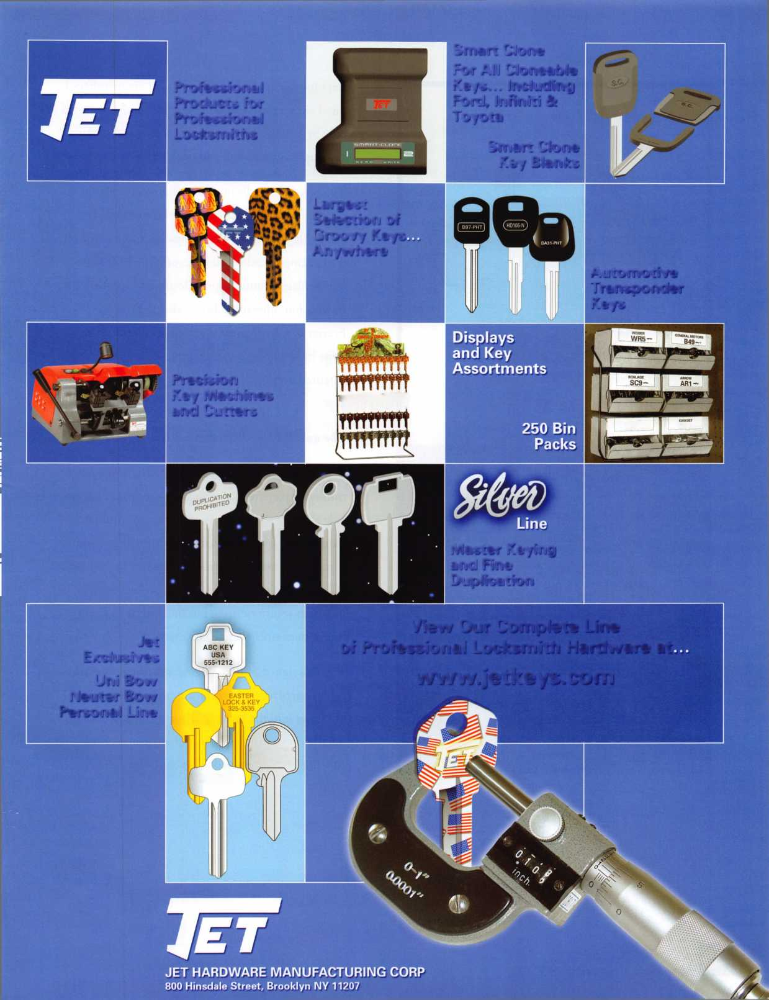 JET
Professional
Products for
Professional
Locksmiths
JET
SMART-CLONE
1 2
READ WRITE
Smart Clone
For All Cloneable
Keys... Including
Ford, Infiniti &
Toyota
Smart Clone
Key Blanks
S.C.
S.C.
Largest
Selection of
Groovy Keys...
Anywhere
B97-PHT
HD106-N
DA31-PHT
Automotive
Transponder
Keys
Precision
Key Machines
and Cutters
Displays
and Key
Assortments
250 Bin
Packs
WEISER
WR5
GENERAL MOTORS
B49
SCHLAGE
SC9
ARROW
AR1
KWIKSET
DUPLICATION
PROHIBITED
Silver
Line
Master Keying
and Fine
Duplication
Jet
Exclusives
Uni Bow
Neuter Bow
Personal Line
ABC KEY
USA
555-1212
EASTER
LOCK & KEY
325-3535
View Our Complete Line
of Professional Locksmith Hardware at...
www.jetkeys.com
JET
0-1"
0.0001"
inch.
5
0
0
JET
JET HARDWARE MANUFACTURING CORP
800 Hinsdale Street, Brooklyn NY 11207